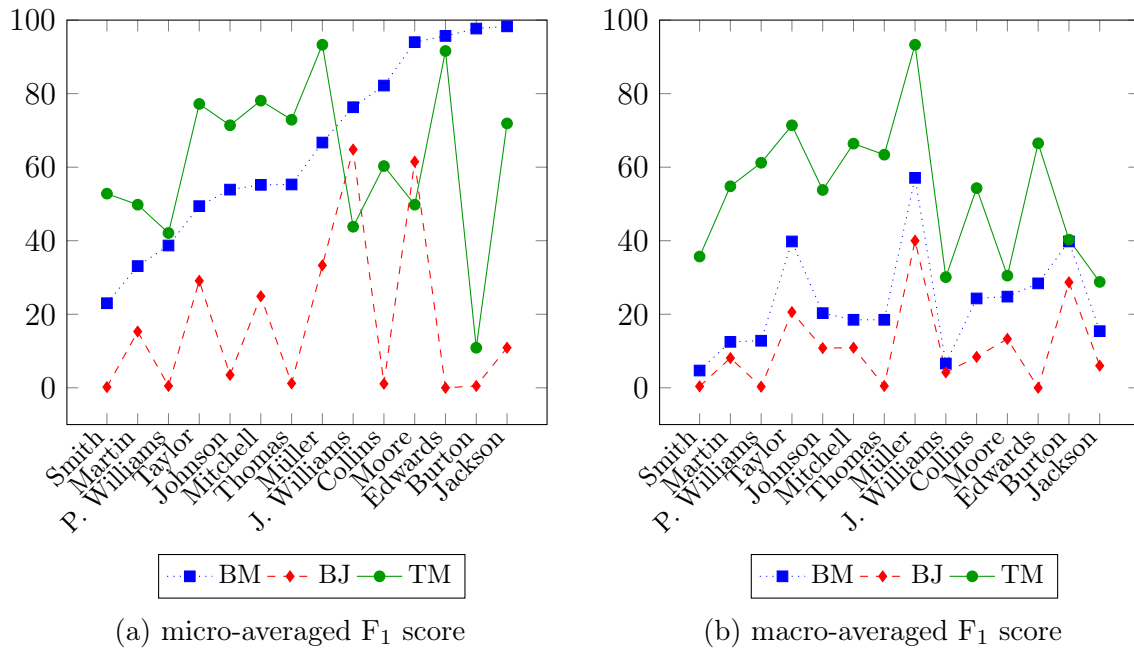 100
80
60
40
20
0
Smith
Martin
P. Williams
Taylor
Johnson
Mitchell
Thomas
Müller
J. Williams
Collins
Moore
Edwards
Burton
Jackson
BM BJ TM
(a) micro-averaged F₁ score
100
80
60
40
20
0
Smith
Martin
P. Williams
Taylor
Johnson
Mitchell
Thomas
Müller
J. Williams
Collins
Moore
Edwards
Burton
Jackson
BM BJ TM
(b) macro-averaged F₁ score